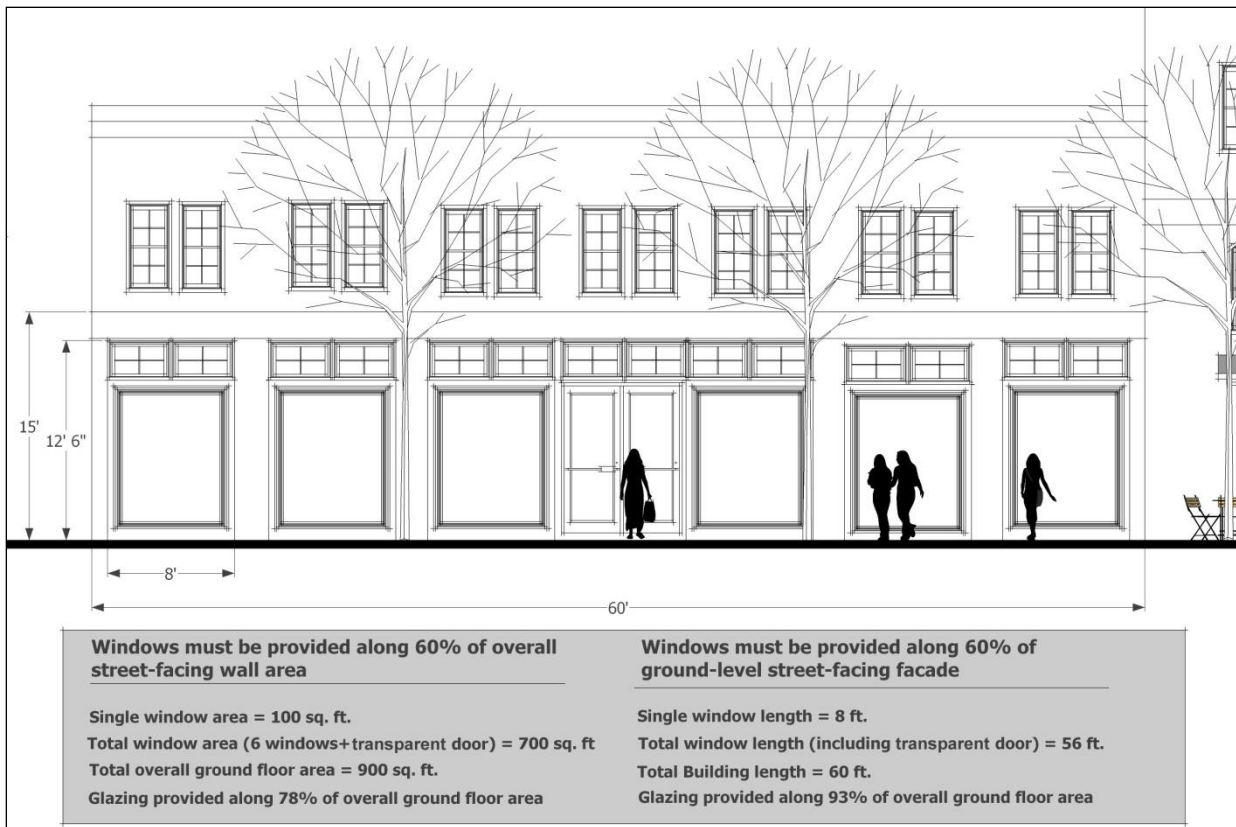 15'
12' 6"
8'
60'
Windows must be provided along 60% of overall
street-facing wall area
Single window area = 100 sq. ft.
Total window area (6 windows+transparent door) = 700 sq. ft
Total overall ground floor area = 900 sq. ft.
Glazing provided along 78% of overall ground floor area
Windows must be provided along 60% of
ground-level street-facing facade
Single window length = 8 ft.
Total window length (including transparent door) = 56 ft.
Total Building length = 60 ft.
Glazing provided along 93% of overall ground floor area